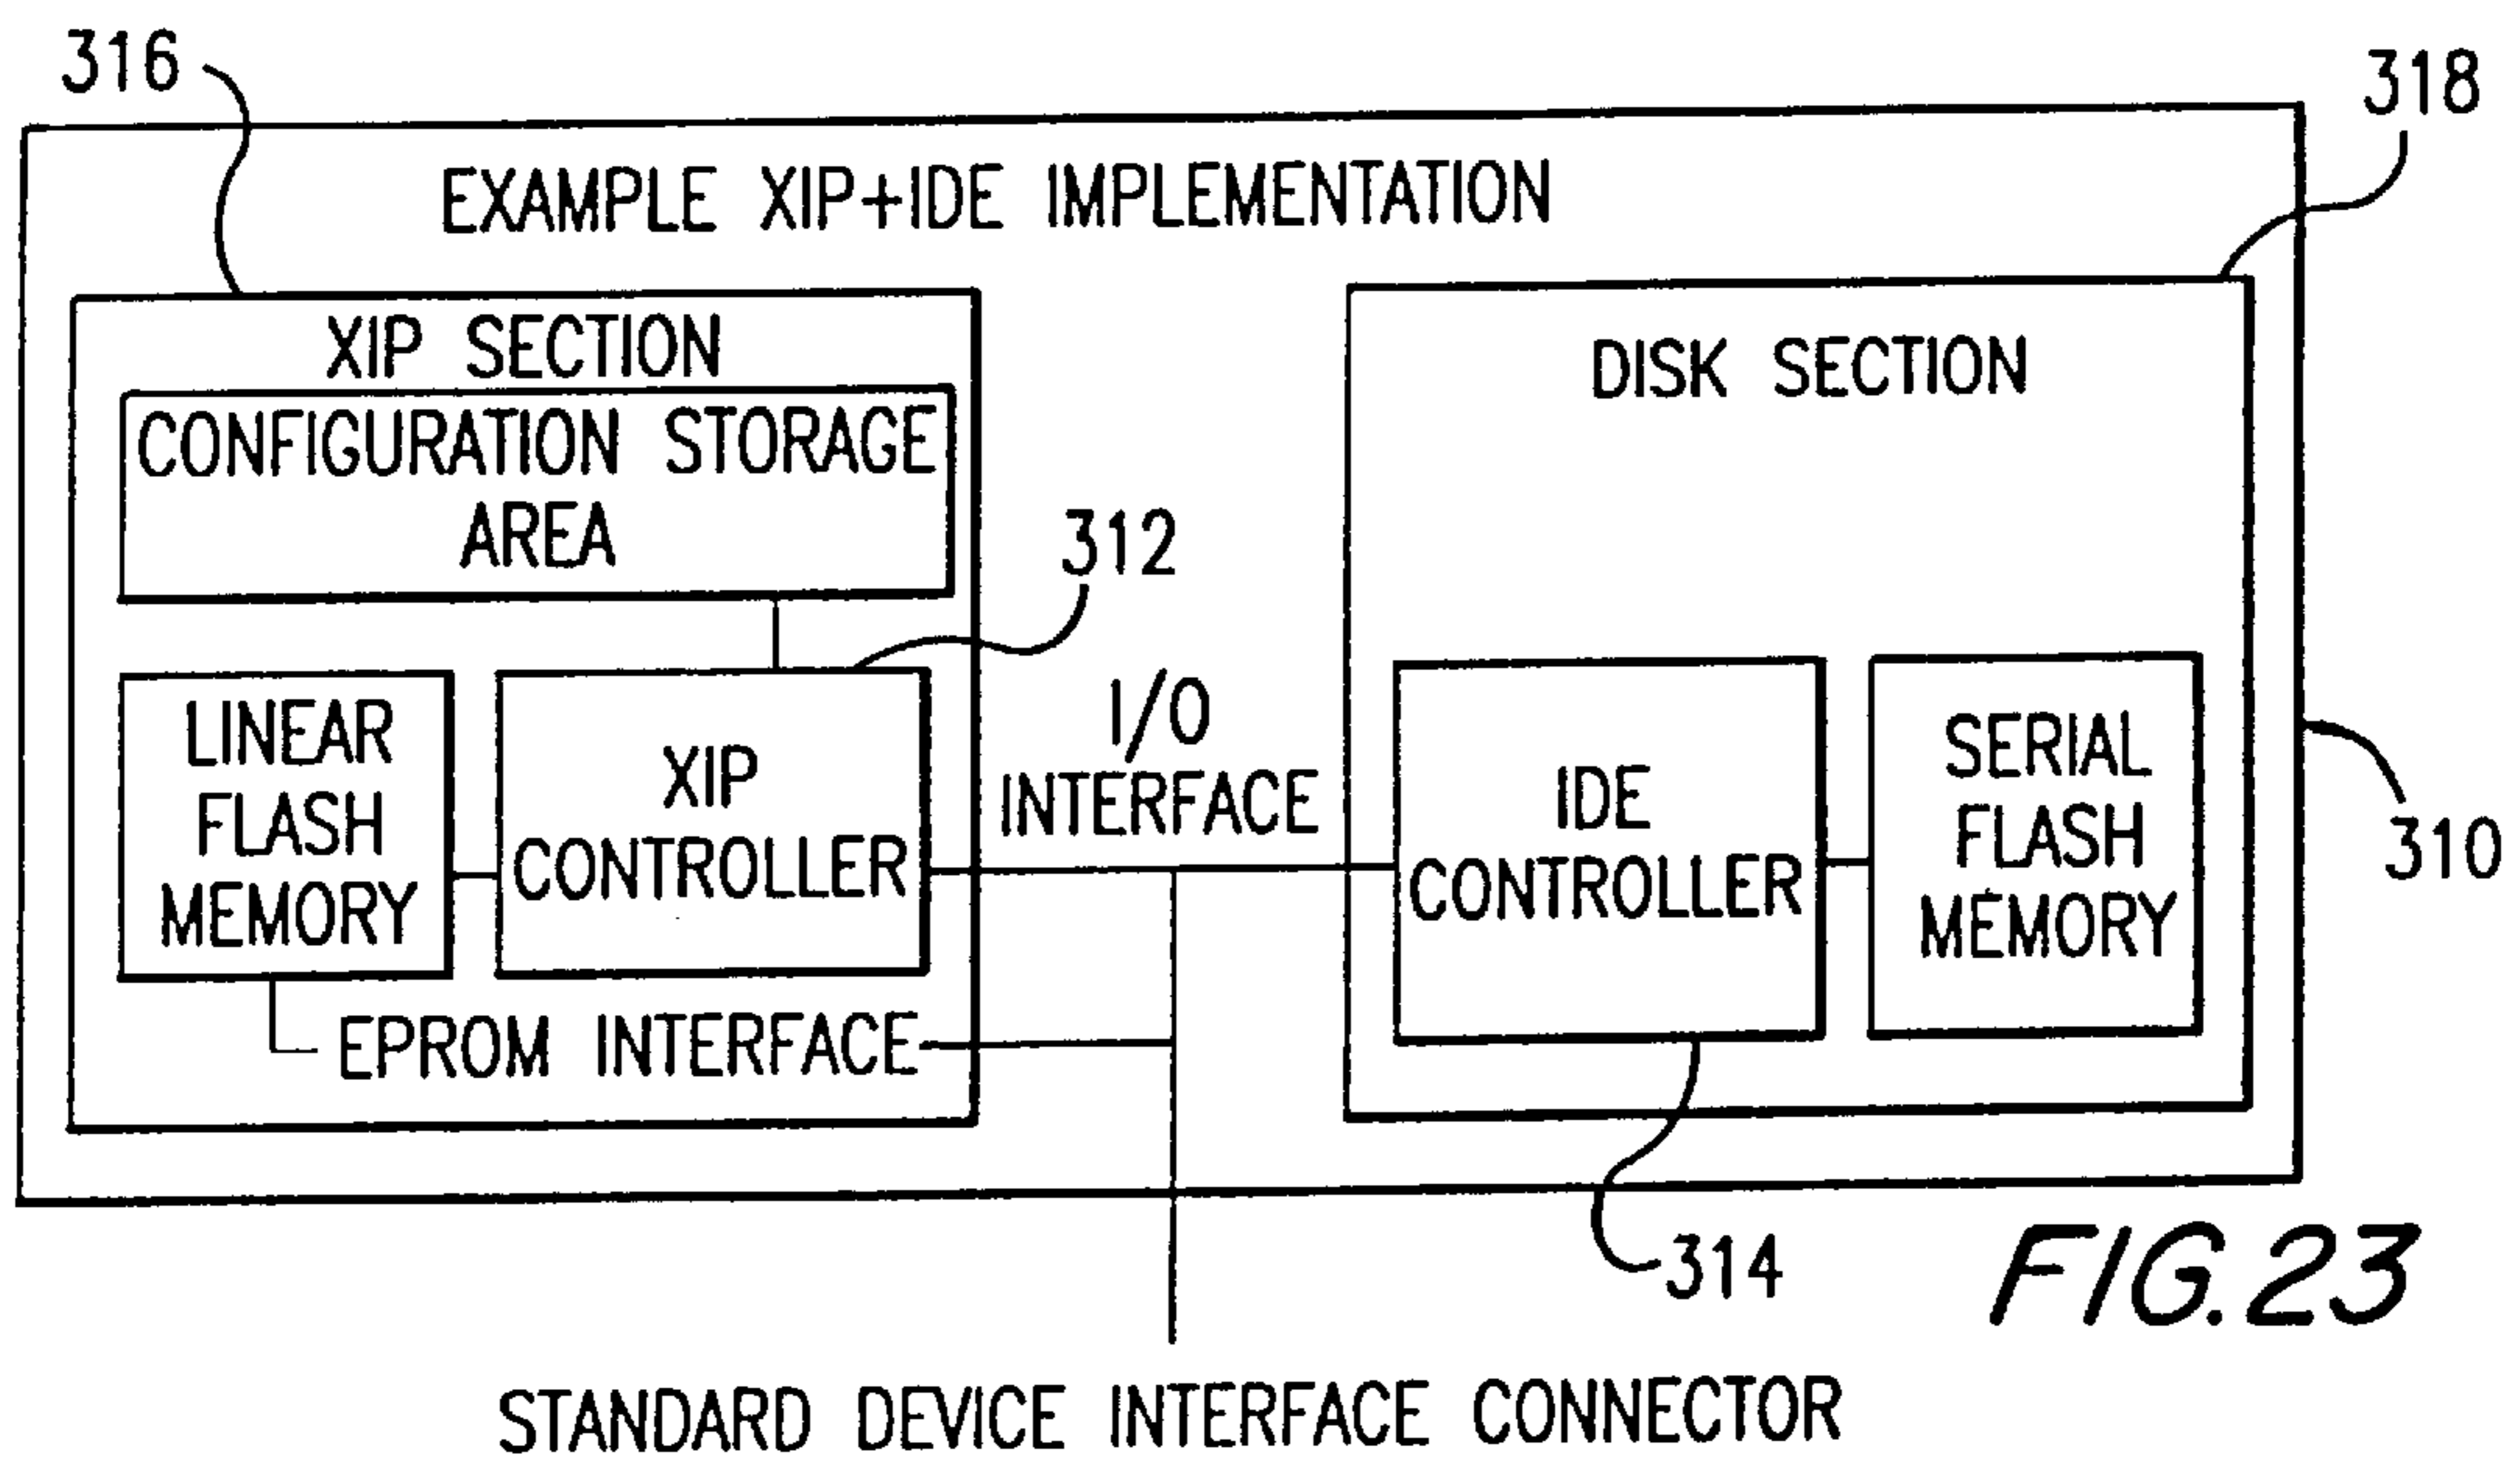 316
318
EXAMPLE XIP+IDE IMPLEMENTATION
XIP SECTION
CONFIGURATION STORAGE
AREA
312
LINEAR
FLASH
MEMORY
XIP
CONTROLLER
EPROM INTERFACE
I/O
INTERFACE
DISK SECTION
IDE
CONTROLLER
SERIAL
FLASH
MEMORY
310
314
FIG.23
STANDARD DEVICE INTERFACE CONNECTOR